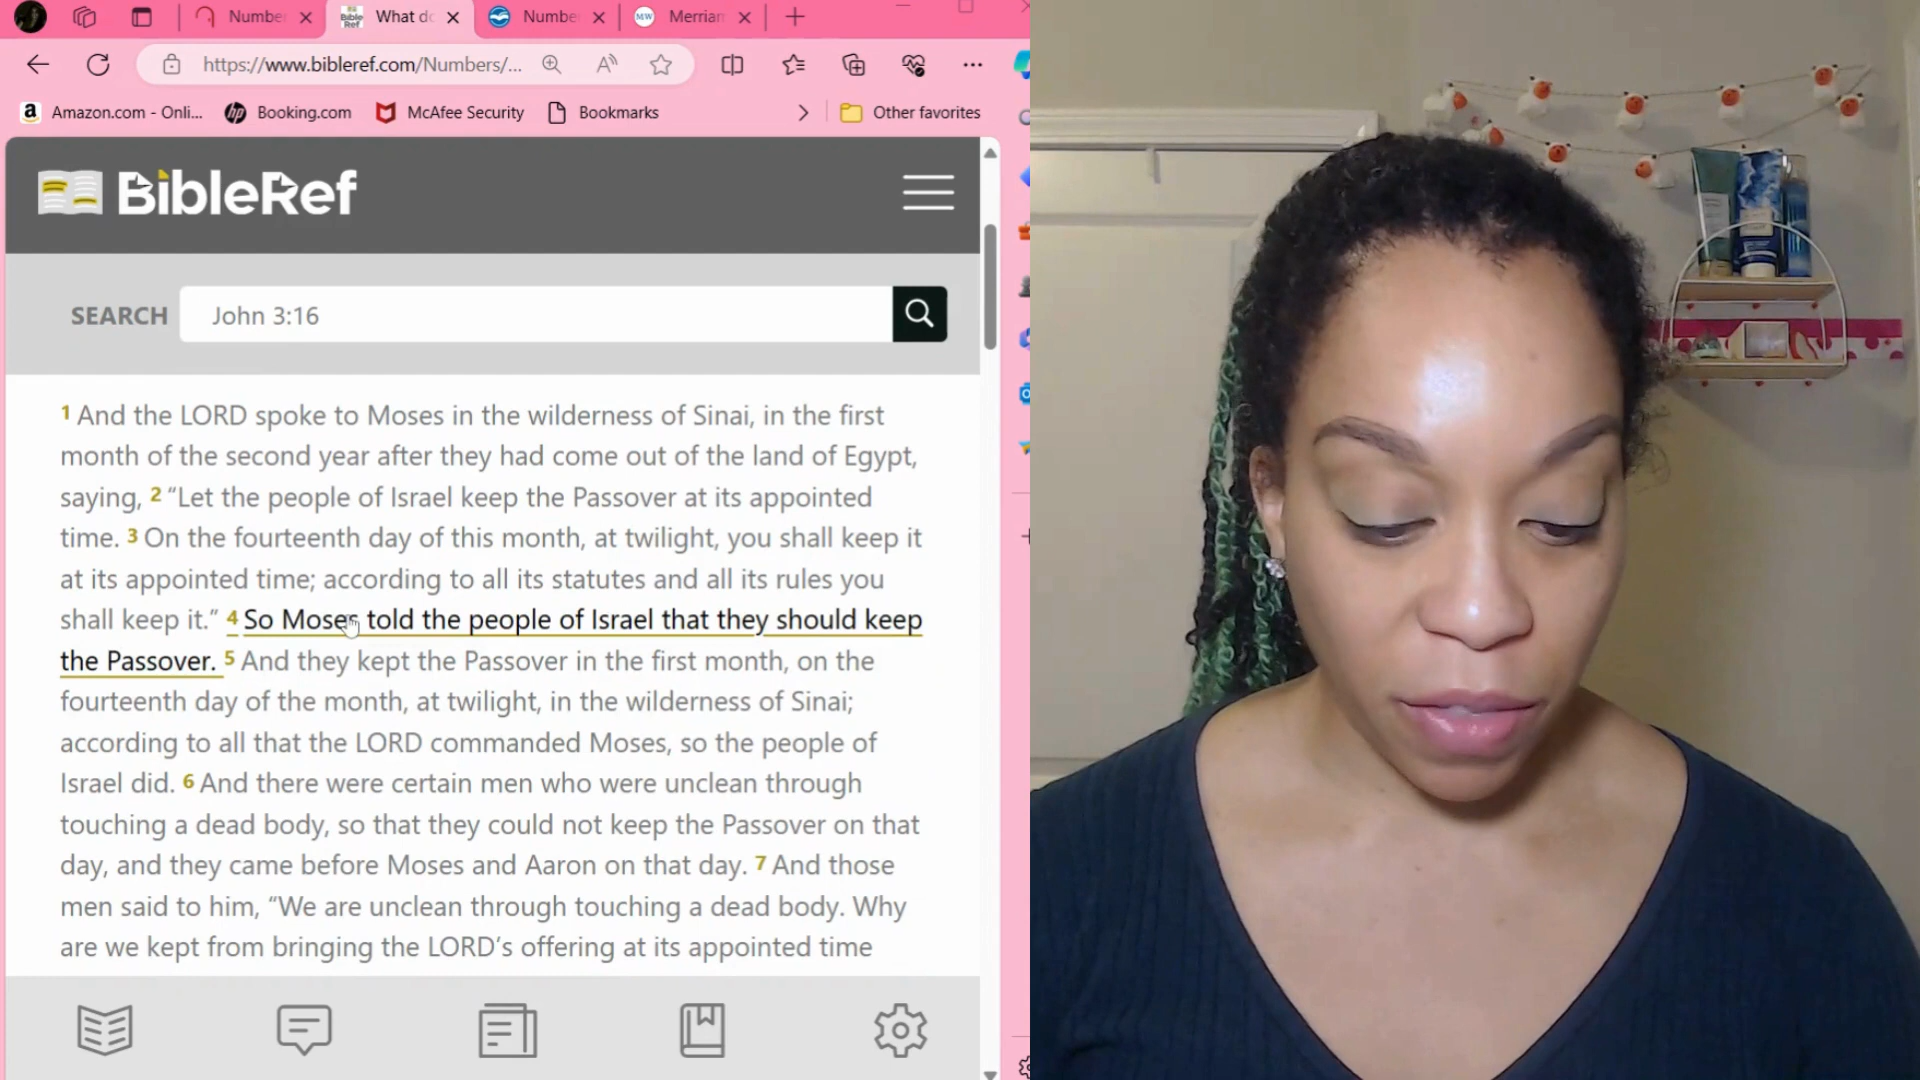 Number
What do
Number
MW Merriam
https://www.bibleref.com/Numbers/...
Amazon.com - Onli...
Booking.com
McAfee Security
Bookmarks
Other favorites
BibleRef
SEARCH John 3:16
1 And the LORD spoke to Moses in the wilderness of Sinai, in the first
month of the second year after they had come out of the land of Egypt,
saying, 2 “Let the people of Israel keep the Passover at its appointed
time. 3 On the fourteenth day of this month, at twilight, you shall keep it
at its appointed time; according to all its statutes and all its rules you
shall keep it.” 4 So Moses told the people of Israel that they should keep
the Passover. 5 And they kept the Passover in the first month, on the
fourteenth day of the month, at twilight, in the wilderness of Sinai;
according to all that the LORD commanded Moses, so the people of
Israel did. 6 And there were certain men who were unclean through
touching a dead body, so that they could not keep the Passover on that
day, and they came before Moses and Aaron on that day. 7 And those
men said to him, “We are unclean through touching a dead body. Why
are we kept from bringing the LORD’s offering at its appointed time